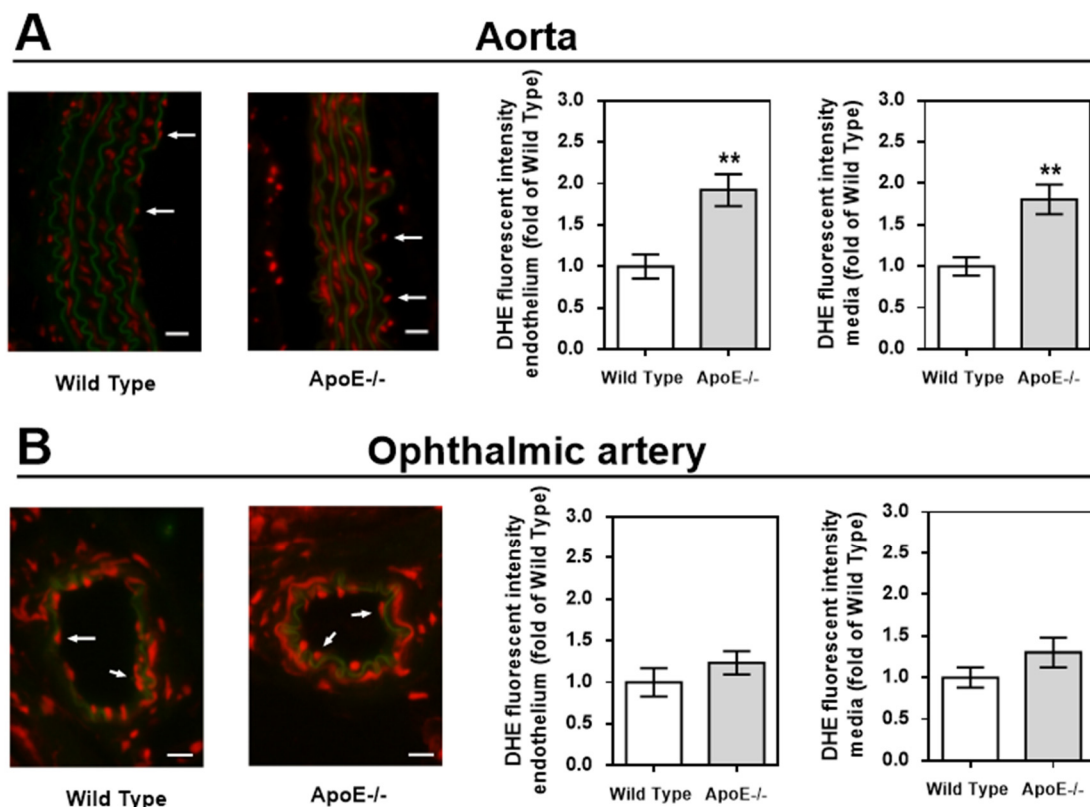 A
Aorta
Wild Type
ApoE-/-
DHE fluorescent intensity
endothelium (fold of Wild Type)
3.0
2.5
2.0
1.5
1.0
0.5
0.0
**
Wild Type
ApoE-/-
DHE fluorescent intensity
media (fold of Wild Type)
3.0
2.5
2.0
1.5
1.0
0.5
0.0
**
Wild Type
ApoE-/-
B
Ophthalmic artery
Wild Type
ApoE-/-
DHE fluorescent intensity
endothelium (fold of Wild Type)
3.0
2.5
2.0
1.5
1.0
0.5
0.0
Wild Type
ApoE-/-
DHE fluorescent intensity
media (fold of Wild Type)
3.0
2.5
2.0
1.5
1.0
0.5
0.0
Wild Type
ApoE-/-